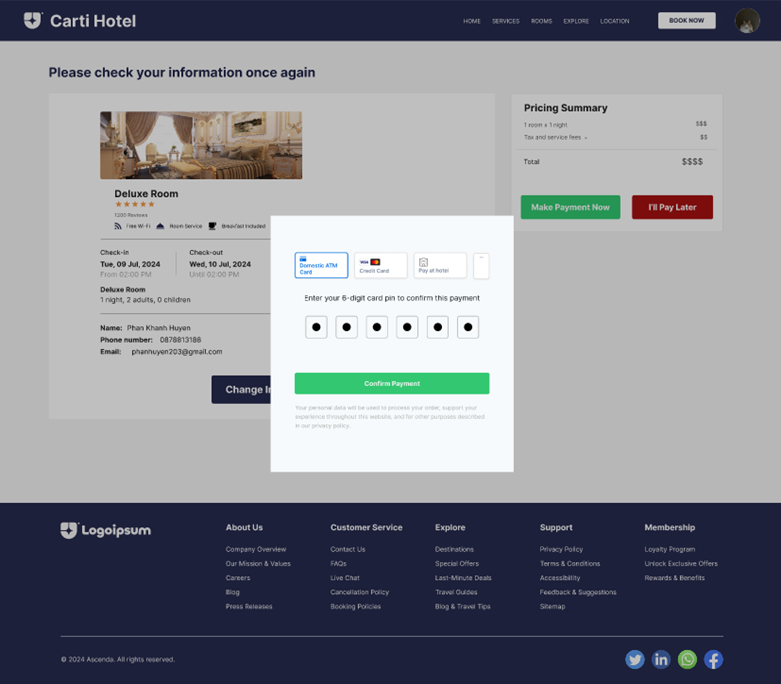 Carti Hotel
HOME SERVICES ROOMS EXPLORE LOCATION BOOK NOW
Please check your information once again
Deluxe Room
1200 Reviews
Free Wi-Fi Room Service Breakfast Included
Check-in Check-out
Tue, 09 Jul, 2024 Wed, 10 Jul, 2024
From 02:00 PM Until 02:00 PM
Deluxe Room
1 night, 2 adults, 0 children
Name: Phan Khanh Huyen
Phone number: 0878813186
Email: phanhuyen203@gmail.com
Change
Pricing Summary
1 room x 1 night $$$
Tax and service fees $$
Total $$$$
Make Payment Now I'll Pay Later
Domestic ATM
Card
VISA
Credit Card
Pay at hotel
Enter your 6-digit card pin to confirm this payment
Confirm Payment
Your personal data will be used to process your order, support your
experience throughout this website, and for other purposes described
in our privacy policy.
Logoipsum
About Us
Company Overview
Our Mission & Values
Careers
Blog
Press Releases
Customer Service
Contact Us
FAQs
Live Chat
Cancellation Policy
Booking Policies
Explore
Destinations
Special Offers
Last-Minute Deals
Travel Guides
Blog & Travel Tips
Support
Privacy Policy
Terms & Conditions
Accessibility
Feedback & Suggestions
Sitemap
Membership
Loyalty Program
Unlock Exclusive Offers
Rewards & Benefits
© 2024 Ascenda. All rights reserved.